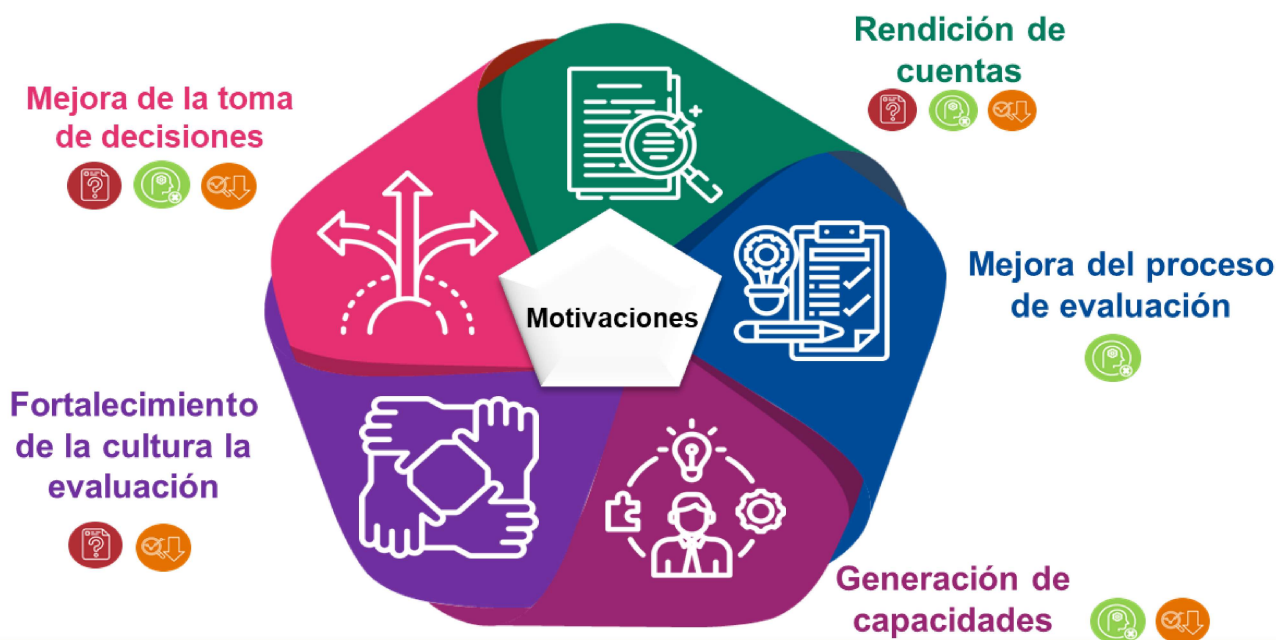 Rendición de
cuentas
Mejora de la toma
de decisiones
Mejora del proceso
de evaluación
Motivaciones
Fortalecimiento
de la cultura la
evaluación
Generación de
capacidades